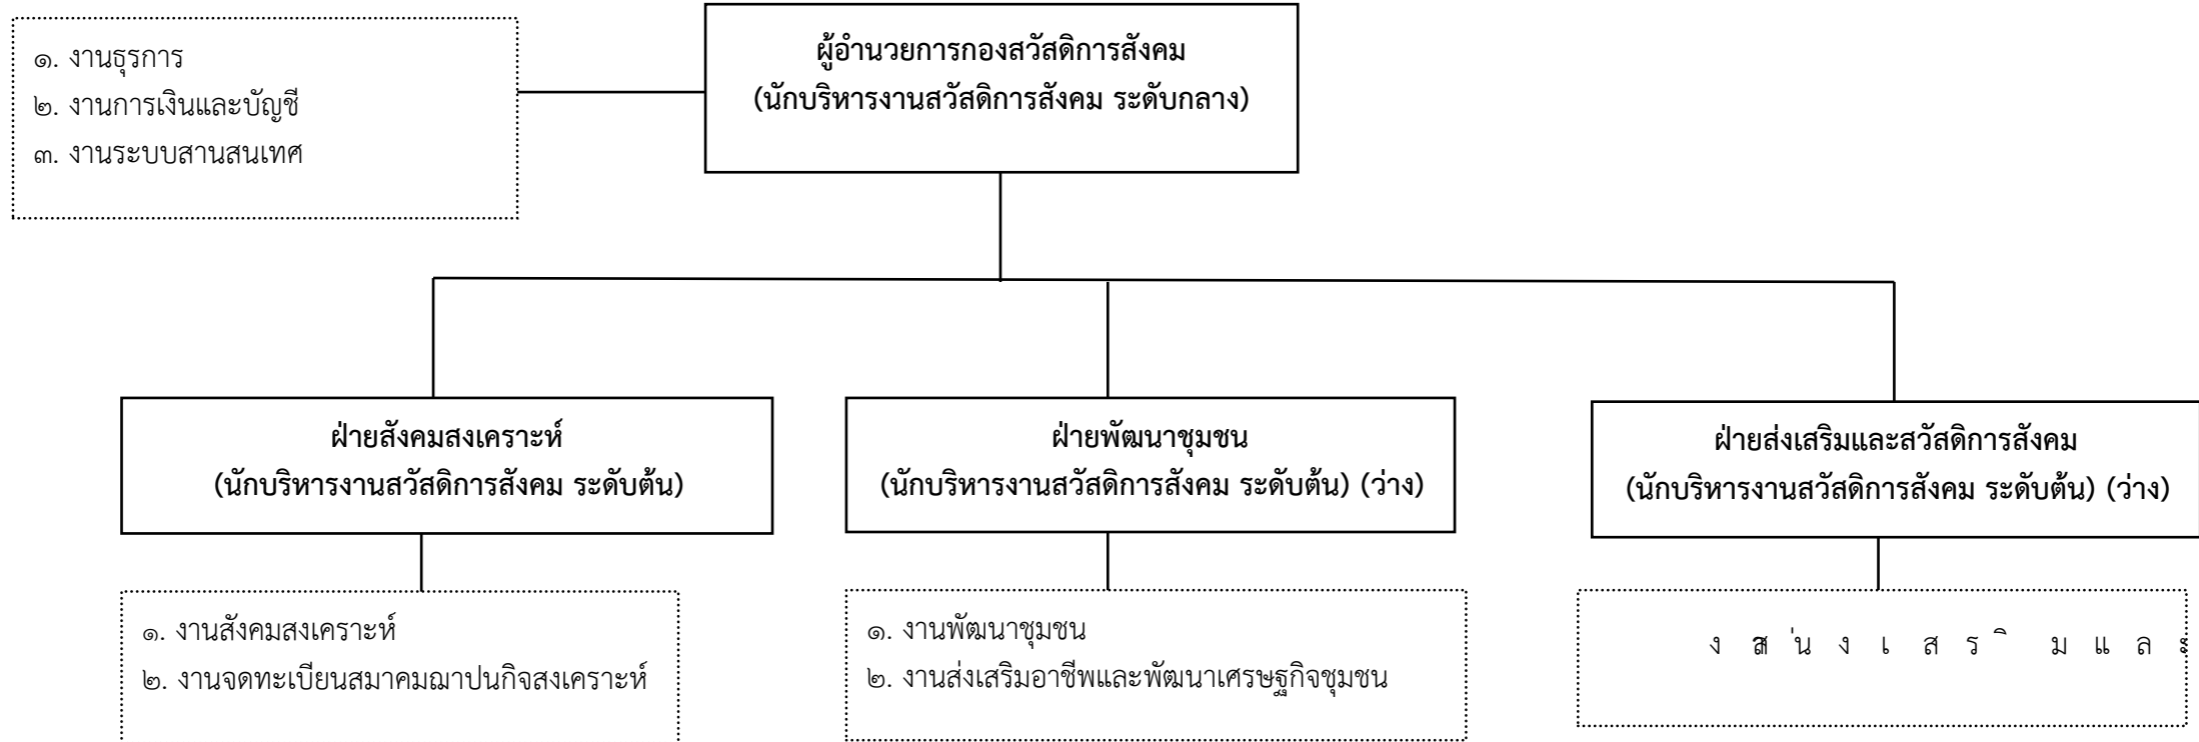 ๑. งานธุรการ
๒. งานการเงินและบัญชี
๓. งานระบบสานสนเทศ
ผู้อำนวยการกองสวัสดิการสังคม
(นักบริหารงานสวัสดิการสังคม ระดับกลาง)
ฝ่ายสังคมสงเคราะห์
(นักบริหารงานสวัสดิการสังคม ระดับต้น)
ฝ่ายพัฒนาชุมชน
(นักบริหารงานสวัสดิการสังคม ระดับต้น) (ว่าง)
ฝ่ายส่งเสริมและสวัสดิการสังคม
(นักบริหารงานสวัสดิการสังคม ระดับต้น) (ว่าง)
๑. งานสังคมสงเคราะห์
๒. งานจดทะเบียนสมาคมฌาปนกิจสงเคราะห์
๑. งานพัฒนาชุมชน
๒. งานส่งเสริมอาชีพและพัฒนาเศรษฐกิจชุมชน